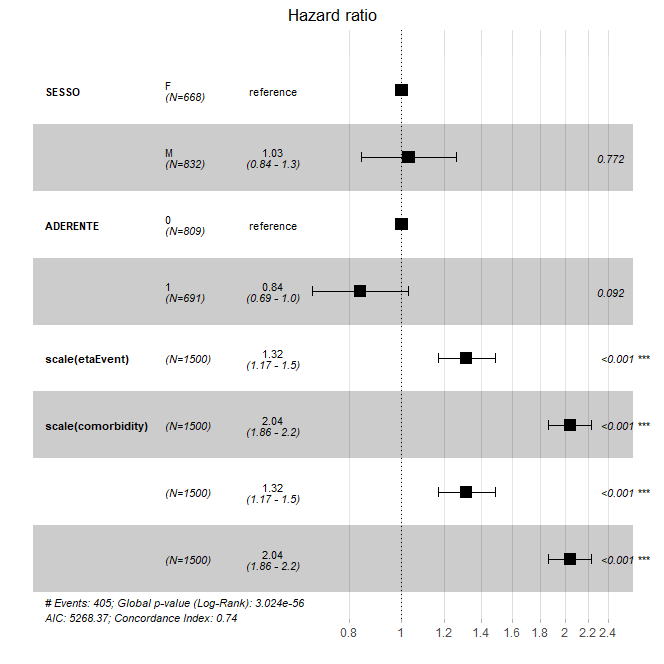 Hazard ratio
SESSO
F
(N=668)
reference
M
(N=832)
1.03
(0.84 - 1.3)
0.772
ADERENTE
0
(N=809)
reference
1
(N=691)
0.84
(0.69 - 1.0)
0.092
scale(etaEvent)
(N=1500)
1.32
(1.17 - 1.5)
<0.001 ***
scale(comorbidity)
(N=1500)
2.04
(1.86 - 2.2)
<0.001 ***
(N=1500)
1.32
(1.17 - 1.5)
<0.001 ***
(N=1500)
2.04
(1.86 - 2.2)
<0.001 ***
# Events: 405; Global p-value (Log-Rank): 3.024e-56
AIC: 5268.37; Concordance Index: 0.74
0.8 1 1.2 1.4 1.6 1.8 2 2.2 2.4